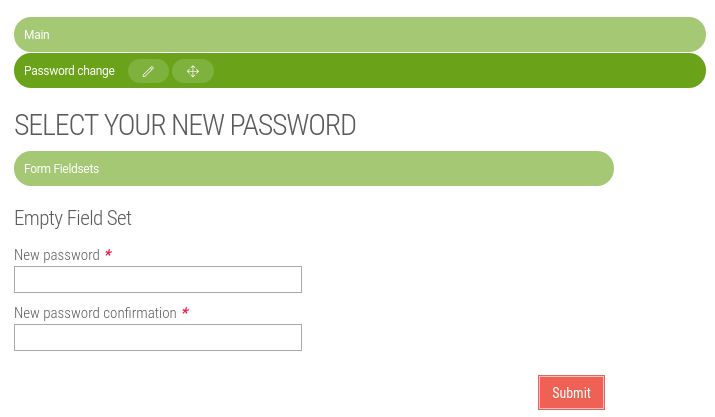 Main
Password change
SELECT YOUR NEW PASSWORD
Form Fieldsets
Empty Field Set
New password *
New password confirmation *
Submit